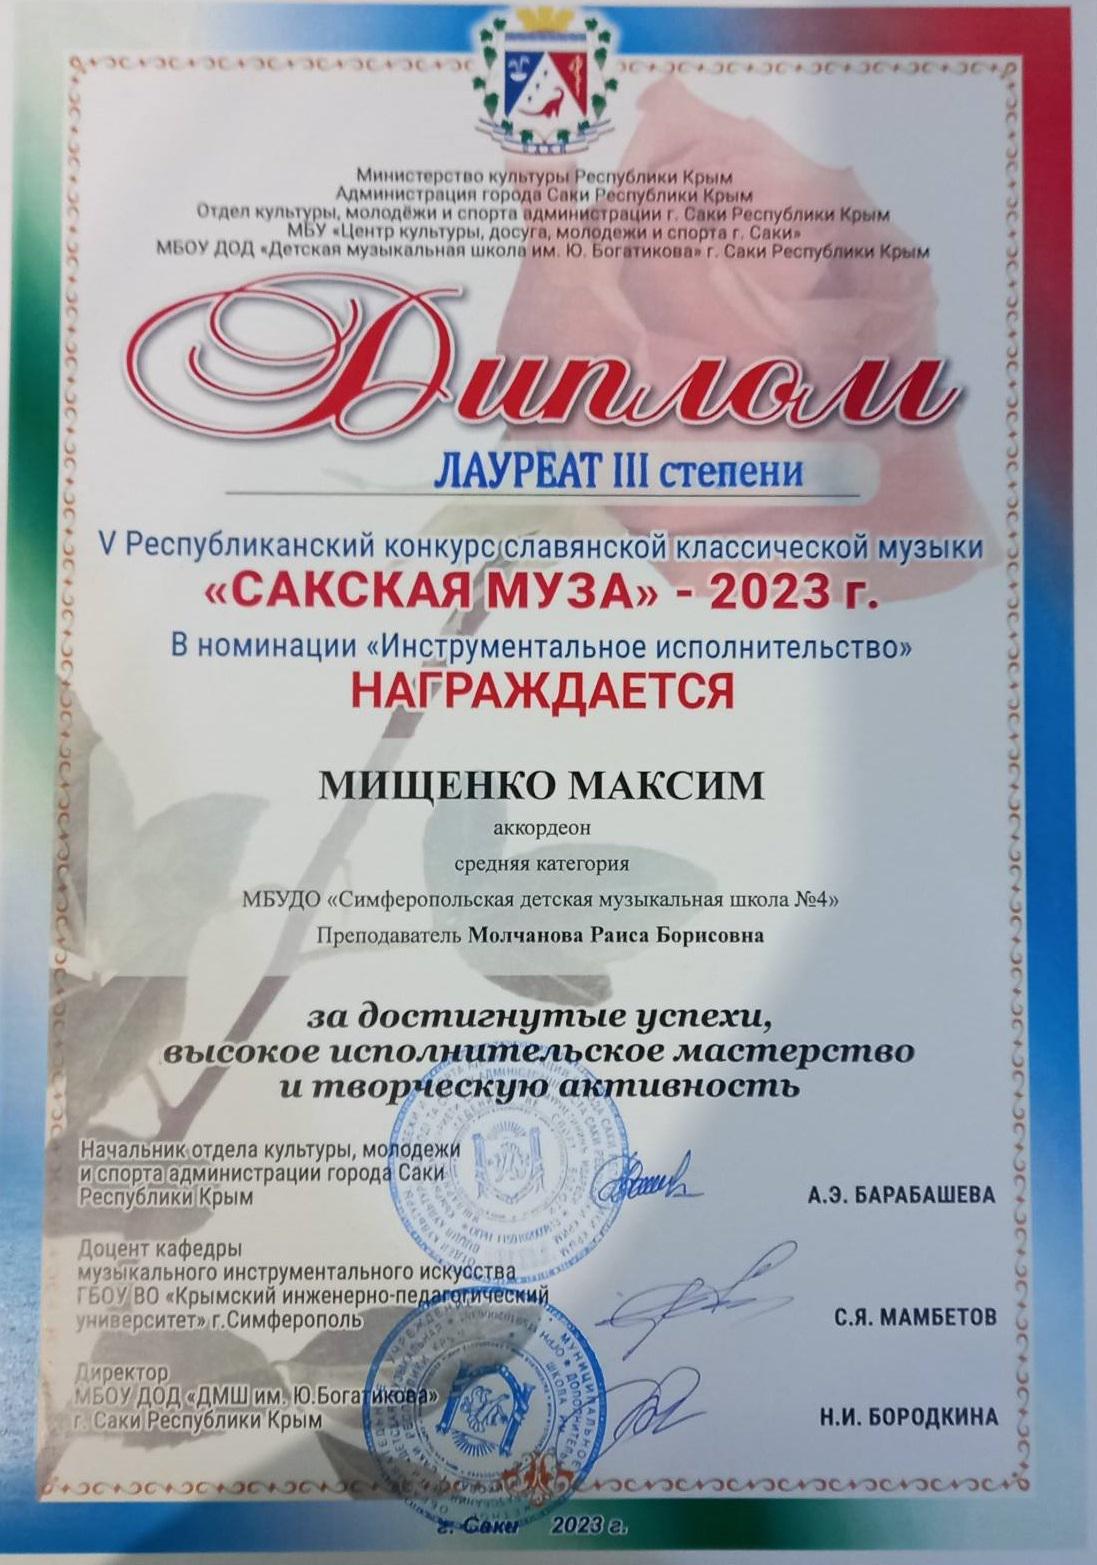 САКИ
Министерство культуры Республики Крым
Администрация города Саки Республики Крым
Отдел культуры, молодёжи и спорта администрации г. Саки Республики Крым
МБУ «Центр культуры, досуга, молодежи и спорта г. Саки»
МБОУ ДОД «Детская музыкальная школа им. Ю. Богатикова» г. Саки Республики Крым
Диплом
ЛАУРЕАТ III степени
V Республиканский конкурс славянской классической музыки
«САКСКАЯ МУЗА» - 2023 г.
В номинации «Инструментальное исполнительство»
НАГРАЖДАЕТСЯ
МИЩЕНКО МАКСИМ
аккордеон
средняя категория
МБУДО «Симферопольская детская музыкальная школа №4»
Преподаватель Молчанова Раиса Борисовна
за достигнутые успехи,
высокое исполнительское мастерство
и творческую активность
Начальник отдела культуры, молодежи
и спорта администрации города Саки
Республики Крым
А.Э. БАРАБАШЕВА
Доцент кафедры
музыкального инструментального искусства
ГБОУ ВО «Крымский инженерно-педагогический
университет» г.Симферополь
С.Я. МАМБЕТОВ
Директор
МБОУ ДОД «ДМШ им. Ю.Богатикова»
г. Саки Республики Крым
Н.И. БОРОДКИНА
г. Саки 2023 г.